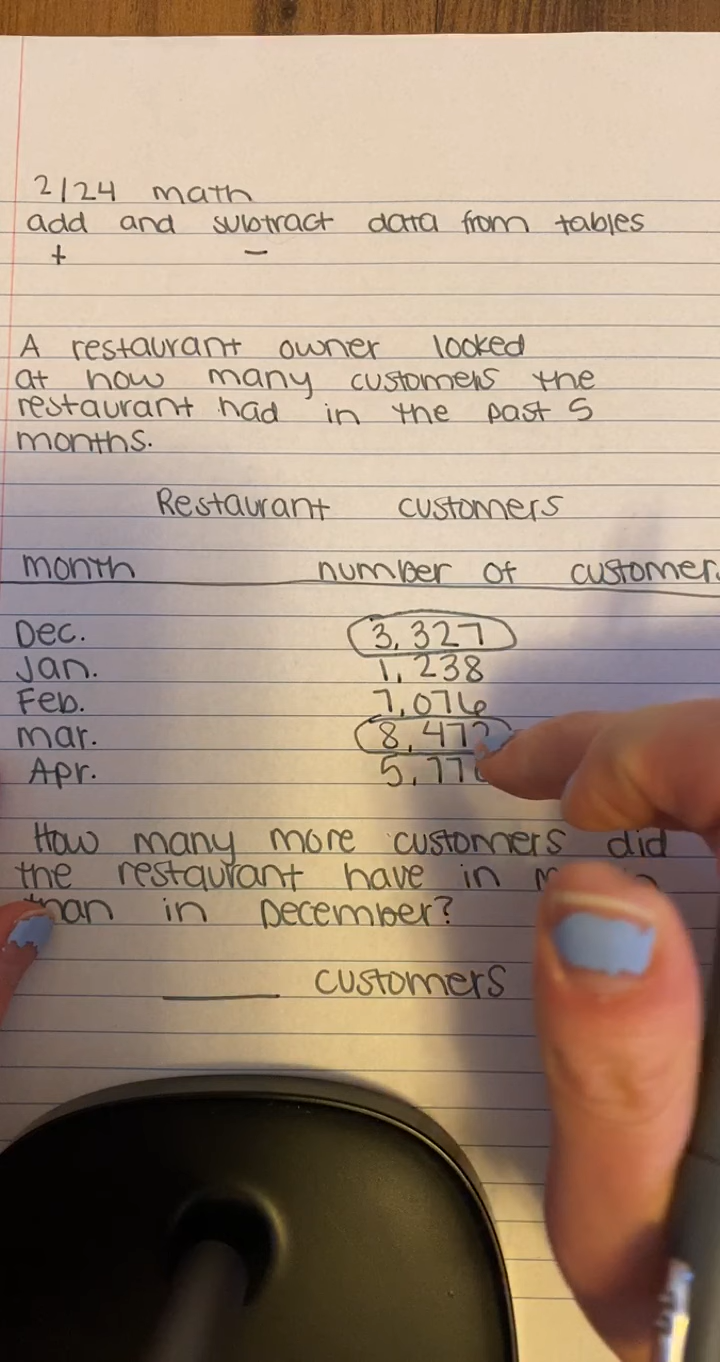 2/24 math
add and subtract data from tables
+ −
A restaurant owner looked
at how many customers the
restaurant had in the past 5
months.
Restaurant customers
month number of customer
Dec. 3,327
Jan. 1,238
Feb. 7,076
mar.
Apr.
How many more customers did
the restaurant have in
than in December?
customers